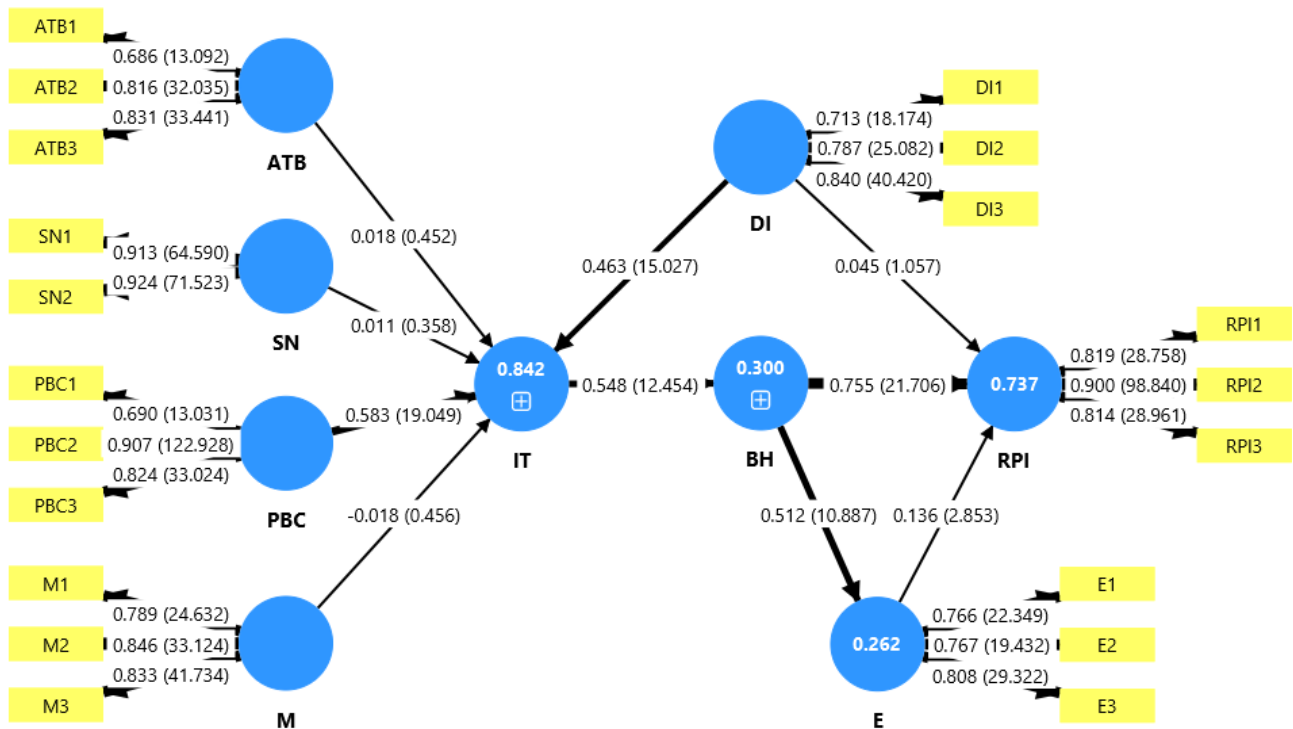 ATB1
0.686 (13.092)
ATB2
0.816 (32.035)
0.831 (33.441)
ATB3
ATB
SN1
0.913 (64.590)
0.924 (71.523)
SN2
SN
PBC1
0.690 (13.031)
PBC2
0.907 (122.928)
0.824 (33.024)
PBC3
PBC
M1
0.789 (24.632)
M2
0.846 (33.124)
0.833 (41.734)
M3
M
0.018 (0.452)
0.011 (0.358)
0.583 (19.049)
-0.018 (0.456)
0.842
IT
0.463 (15.027)
0.548 (12.454)
DI
0.713 (18.174)
DI1
0.787 (25.082)
DI2
0.840 (40.420)
DI3
0.045 (1.057)
0.300
BH
0.755 (21.706)
0.512 (10.887)
0.136 (2.853)
0.737
RPI
RPI1
0.819 (28.758)
0.900 (98.840)
RPI2
0.814 (28.961)
RPI3
0.262
E
E1
0.766 (22.349)
0.767 (19.432)
E2
0.808 (29.322)
E3